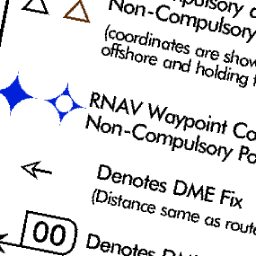 Non-Compulsory
(coordinates are
offshore and holding
RNAV Waypoint
Non-Compulsory
Denotes DME Fix
(Distance same as
00
Denotes